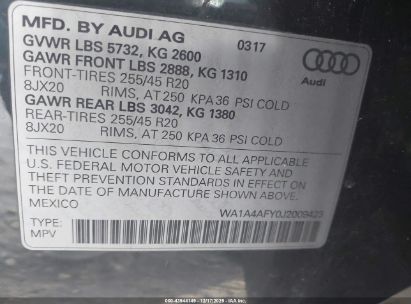 MFD. BY AUDI AG 0317
GVWR LBS 5732, KG 2600
GAWR FRONT LBS 2888, KG 1310
FRONT-TIRES 255/45 R20
8JX20 RIMS, AT 250 KPA 36 PSI COLD
GAWR REAR LBS 3042, KG 1380
REAR-TIRES 255/45 R20
8JX20 RIMS, AT 250 KPA 36 PSI COLD
Audi
THIS VEHICLE CONFORMS TO ALL APPLICABLE
U.S. FEDERAL MOTOR VEHICLE SAFETY AND
THEFT PREVENTION STANDARDS IN EFFECT ON
THE DATE OF MANUFACTURE SHOWN ABOVE.
MEXICO
WA1A4AFY0J2009423
TYPE:
MPV